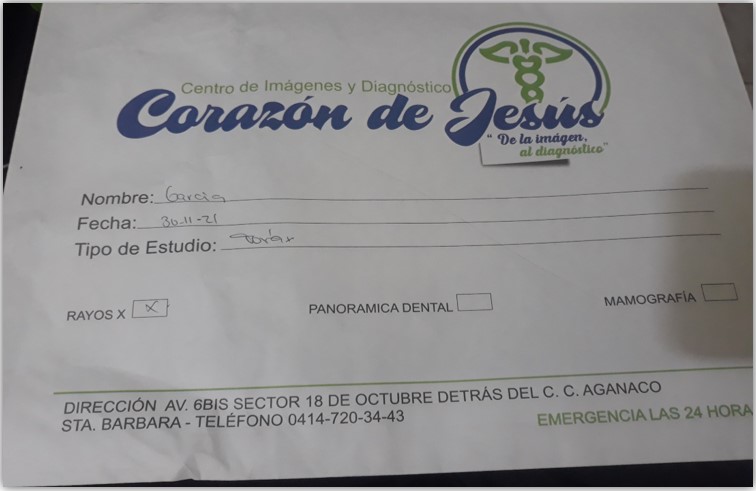 Centro de Imágenes y Diagnóstico
Corazón de Jesús
“ De la imágen,
al diagnóstico”
Nombre: Garcia
Fecha: 30-11-21
Tipo de Estudio: Tórax
RAYOS X X
PANORAMICA DENTAL
MAMOGRAFÍA
DIRECCIÓN AV. 6BIS SECTOR 18 DE OCTUBRE DETRÁS DEL C. C. AGANACO
STA. BARBARA - TELÉFONO 0414-720-34-43
EMERGENCIA LAS 24 HORA